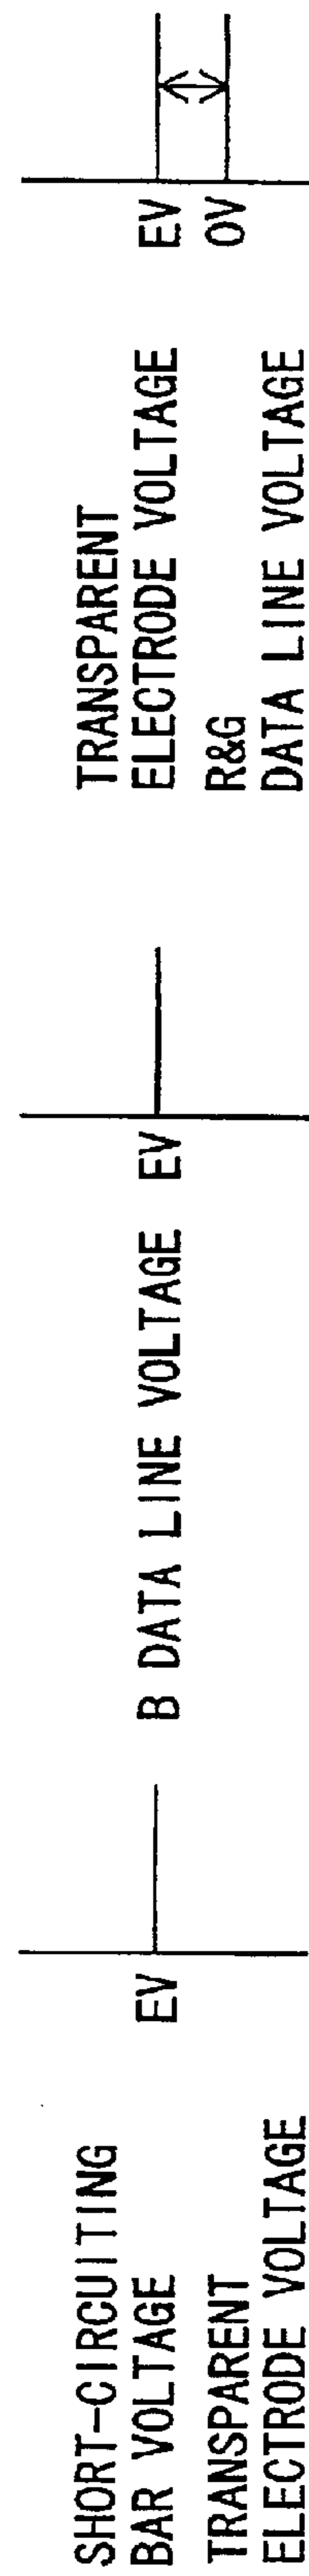 SHORT-CIRCUITING
BAR VOLTAGE
EV
TRANSPARENT
ELECTRODE VOLTAGE
B DATA LINE VOLTAGE EV
TRANSPARENT
ELECTRODE VOLTAGE EV
R&G 0V
DATA LINE VOLTAGE